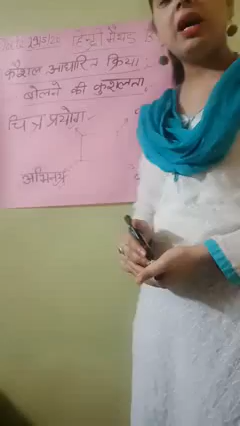 हिन्दी मैथड
कौशल आधारित क्रिया
बोलने की कुशलता
चित्र प्रयोग
अभिनय